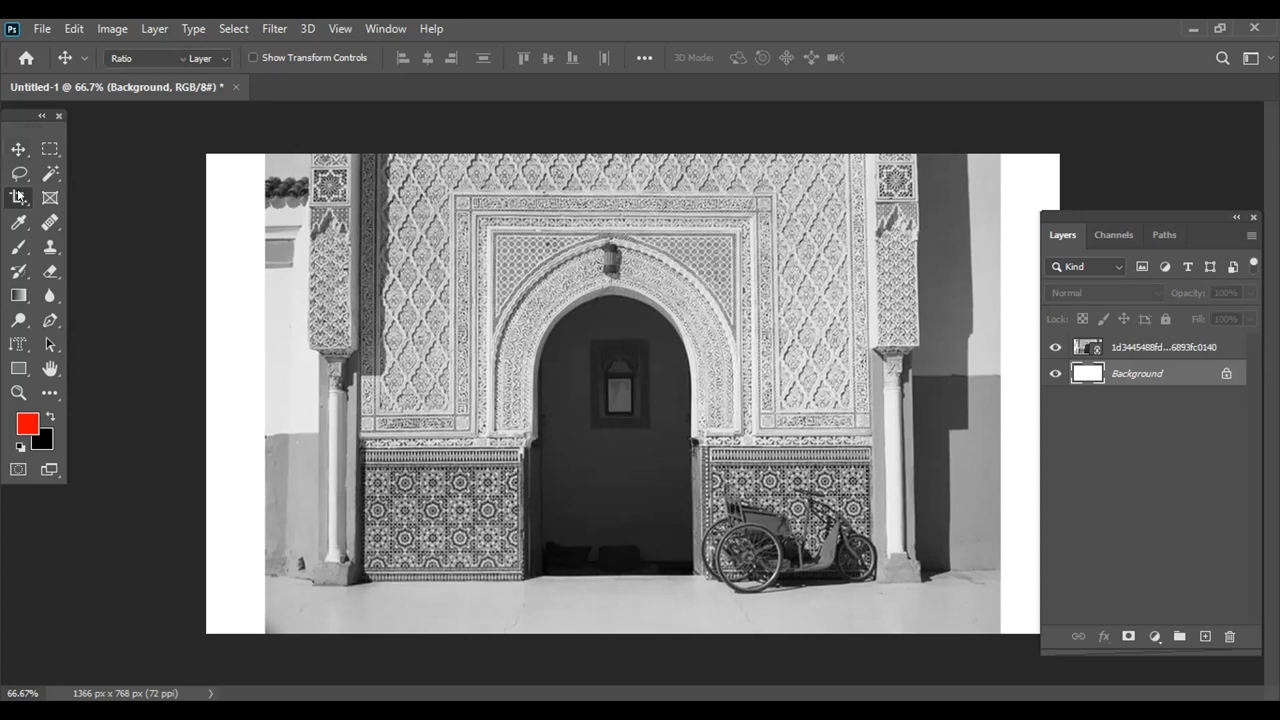 Ps File Edit Image Layer Type Select Filter 3D View Window Help
Ratio Layer Show Transform Controls 3D Mode:
Untitled-1 @ 66.7% (Background, RGB/8#) *
Layers Channels Paths
Kind
Normal Opacity: 100%
Lock: Fill: 100%
1d3445488fd...6893fc0140
Background
66.67% 1366 px x 768 px (72 ppi)